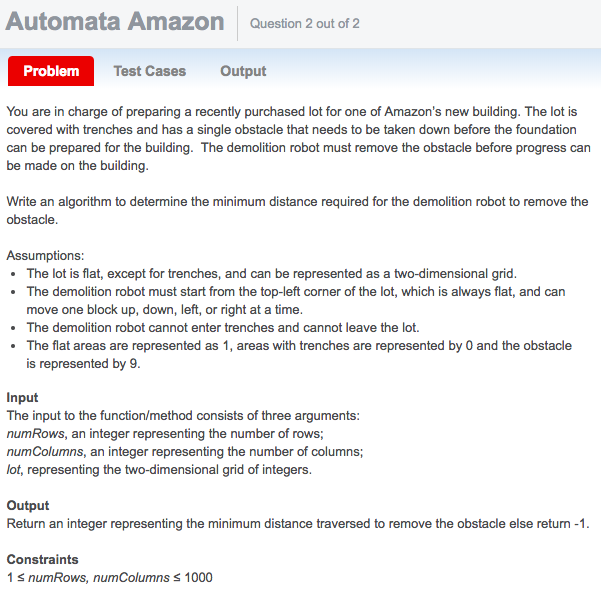 Automata Amazon
Question 2 out of 2
Problem
Test Cases
Output
You are in charge of preparing a recently purchased lot for one of Amazon's new building. The lot is
covered with trenches and has a single obstacle that needs to be taken down before the foundation
can be prepared for the building. The demolition robot must remove the obstacle before progress can
be made on the building.
Write an algorithm to determine the minimum distance required for the demolition robot to remove the
obstacle.
Assumptions:
• The lot is flat, except for trenches, and can be represented as a two-dimensional grid.
• The demolition robot must start from the top-left corner of the lot, which is always flat, and can
move one block up, down, left, or right at a time.
• The demolition robot cannot enter trenches and cannot leave the lot.
• The flat areas are represented as 1, areas with trenches are represented by 0 and the obstacle
is represented by 9.
Input
The input to the function/method consists of three arguments:
numRows, an integer representing the number of rows;
numColumns, an integer representing the number of columns;
lot, representing the two-dimensional grid of integers.
Output
Return an integer representing the minimum distance traversed to remove the obstacle else return -1.
Constraints
1 ≤ numRows, numColumns ≤ 1000